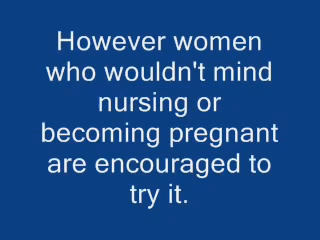 However women
who wouldn't mind
nursing or
becoming pregnant
are encouraged to
try it.